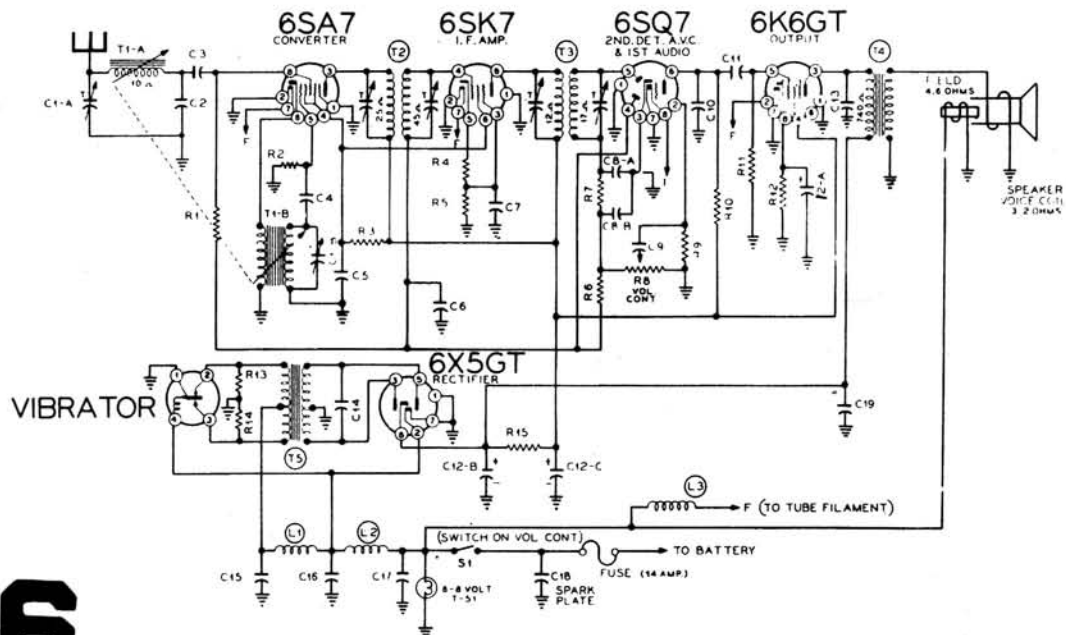 6SA7
CONVERTER
6SK7
I.F. AMP.
6SQ7
2ND. DET. A.V.C.
& 1ST AUDIO
6K6GT
OUTPUT
T1-A
10 Ω
C3
T2
T3
C11
T4
C1-A
C2
C10
C13
FIELD
4.6 OHMS
R2
R4
C8-A
R7
R11
R12
SPEAKER
VOICE COIL
3.2 OHMS
R1
C4
R5
C7
C8-B
R10
T1-B
R3
C9
R9
C5
R6
R8
VOL
CONT
C6
VIBRATOR
R13
R14
T5
C14
6X5GT
RECTIFIER
R15
C19
C12-B
C12-C
L3
F (TO TUBE FILAMENT)
L1
L2
(SWITCH ON VOL CONT)
S1
TO BATTERY
FUSE (14 AMP.)
C15
C16
C17
6-8 VOLT
T-51
C18
SPARK
PLATE
6